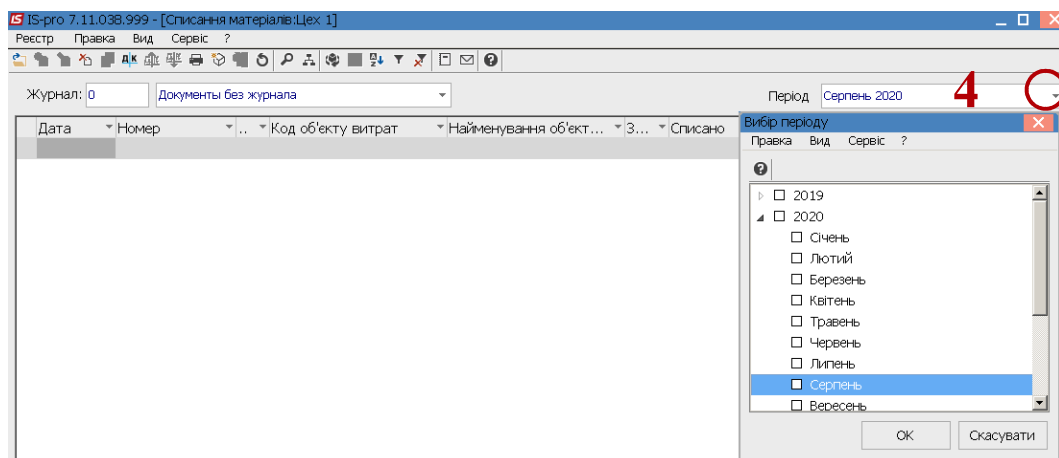 IS-pro 7.11.038.999 - [Списання матеріалів:Цех 1]
Реєстр Правка Вид Сервіс ?
Журнал: 0 Документы без журнала Період Серпень 2020 4
Дата Номер .. Код об'єкту витрат Найменування об'єкт... З... Списано
Вибір періоду
Правка Вид Сервіс ?
2019
2020
Січень
Лютий
Березень
Квітень
Травень
Червень
Липень
Серпень
Вересень
ОК Скасувати